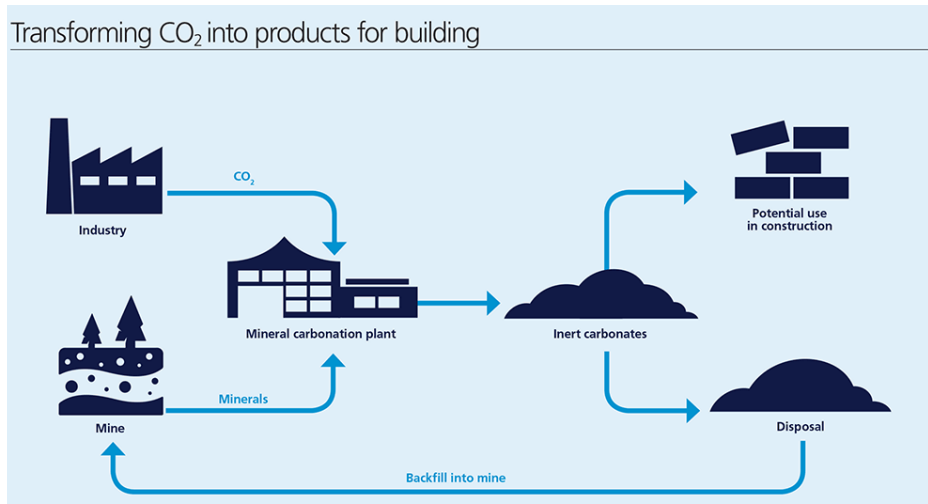 Transforming CO₂ into products for building
CO₂
Industry
Potential use
in construction
Mineral carbonation plant
Inert carbonates
Minerals
Mine
Disposal
Backfill into mine